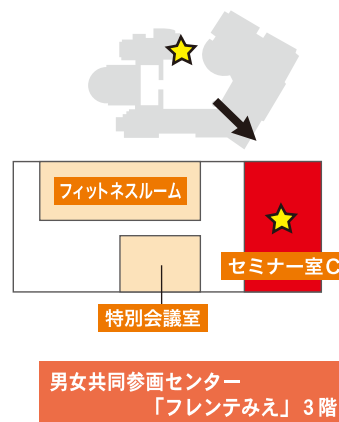 フィットネスルーム
セミナー室C
特別会議室
男女共同参画センター
「フレンテみえ」3階